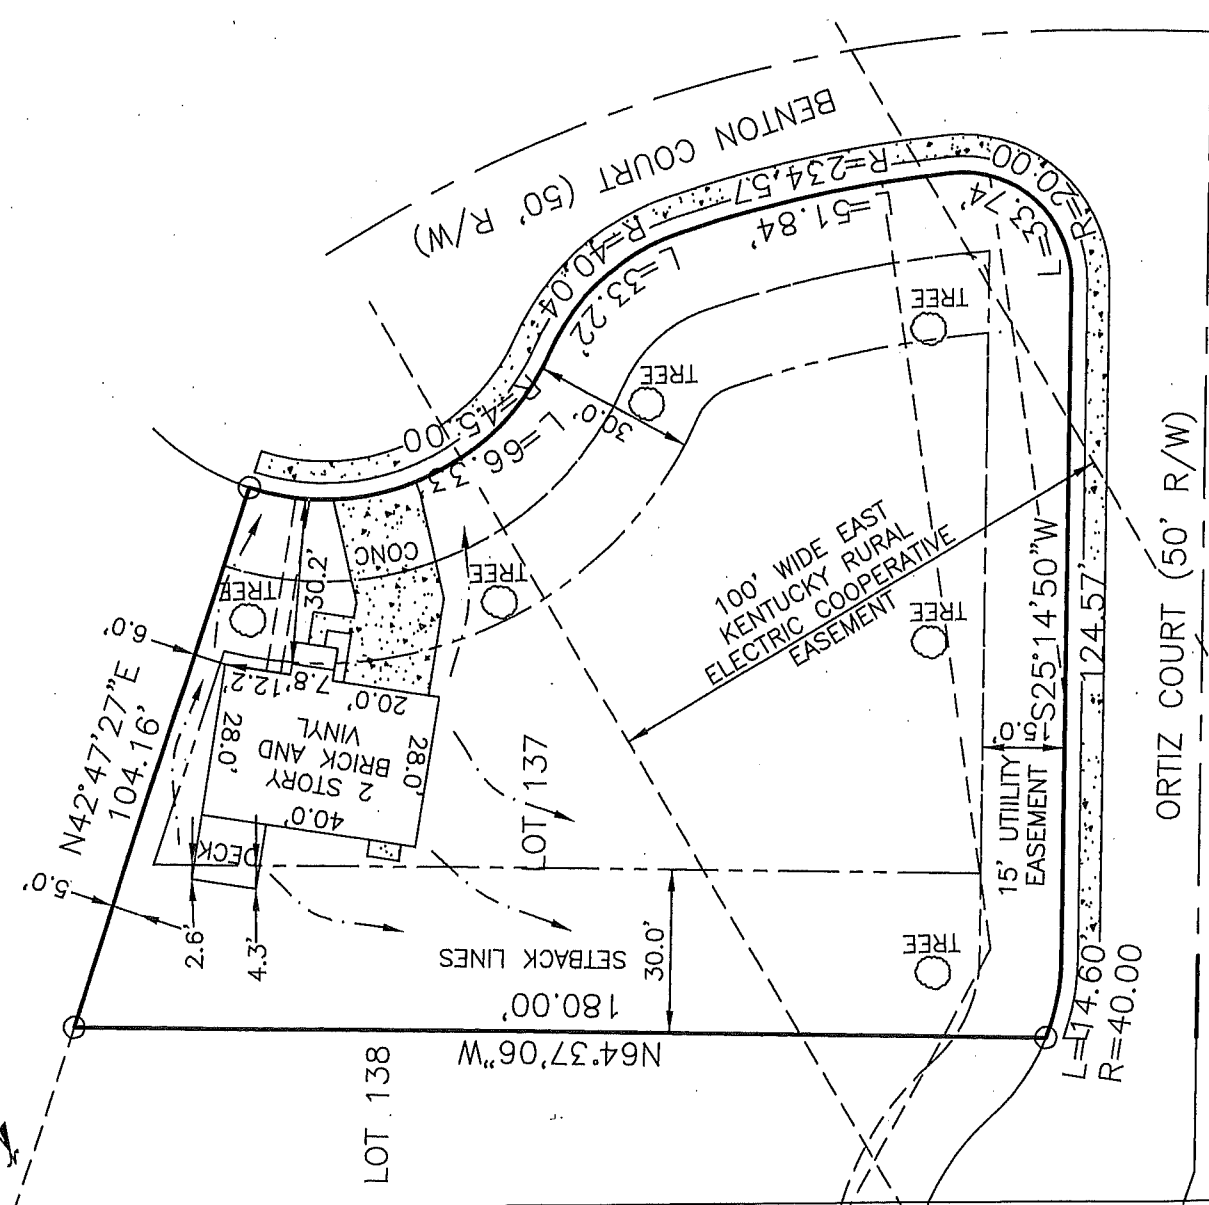 BENTON COURT (50' R/W)
R=20.00
L=33.74'
R=234.57
L=51.84'
R=40.04
L=33.22'
R=45.00
L=66.33'
30.0'
TREE
TREE
TREE
TREE
TREE
TREE
CONC
30.2'
6.0'
N42°47'27"E
104.16'
5.0'
12.2'
7.8'
20.0'
28.0'
28.0'
40.0'
2 STORY
BRICK AND
VINYL
DECK
2.6'
4.3'
LOT 137
100' WIDE EAST
KENTUCKY RURAL
ELECTRIC COOPERATIVE
EASEMENT
15' UTIILITY
EASEMENT
S25°14'50"W
124.57'
ORTIZ COURT (50' R/W)
SETBACK LINES
30.0'
180.00'
N64°37'06"W
LOT 138
L=14.60'
R=40.00